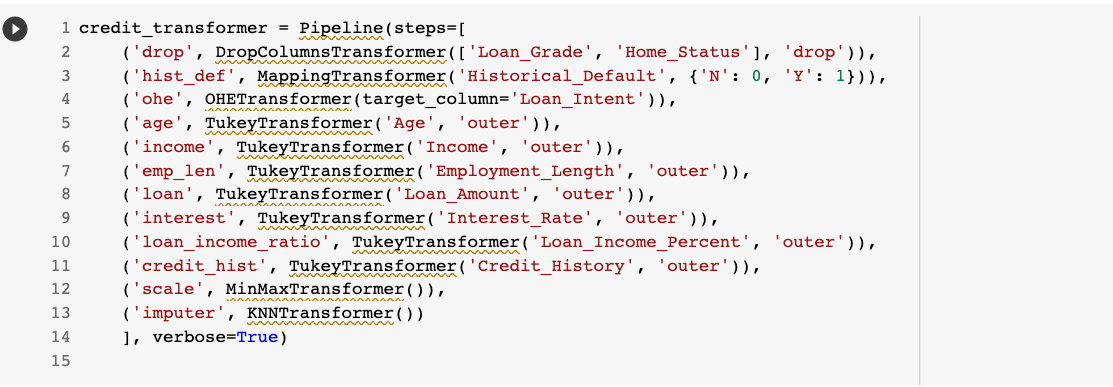 1 credit_transformer = Pipeline(steps=[
2     ('drop', DropColumnsTransformer(['Loan_Grade', 'Home_Status'], 'drop')),
3     ('hist_def', MappingTransformer('Historical_Default', {'N': 0, 'Y': 1})),
4     ('ohe', OHETransformer(target_column='Loan_Intent')),
5     ('age', TukeyTransformer('Age', 'outer')),
6     ('income', TukeyTransformer('Income', 'outer')),
7     ('emp_len', TukeyTransformer('Employment_Length', 'outer')),
8     ('loan', TukeyTransformer('Loan_Amount', 'outer')),
9     ('interest', TukeyTransformer('Interest_Rate', 'outer')),
10     ('loan_income_ratio', TukeyTransformer('Loan_Income_Percent', 'outer')),
11     ('credit_hist', TukeyTransformer('Credit_History', 'outer')),
12     ('scale', MinMaxTransformer()),
13     ('imputer', KNNTransformer())
14     ], verbose=True)
15